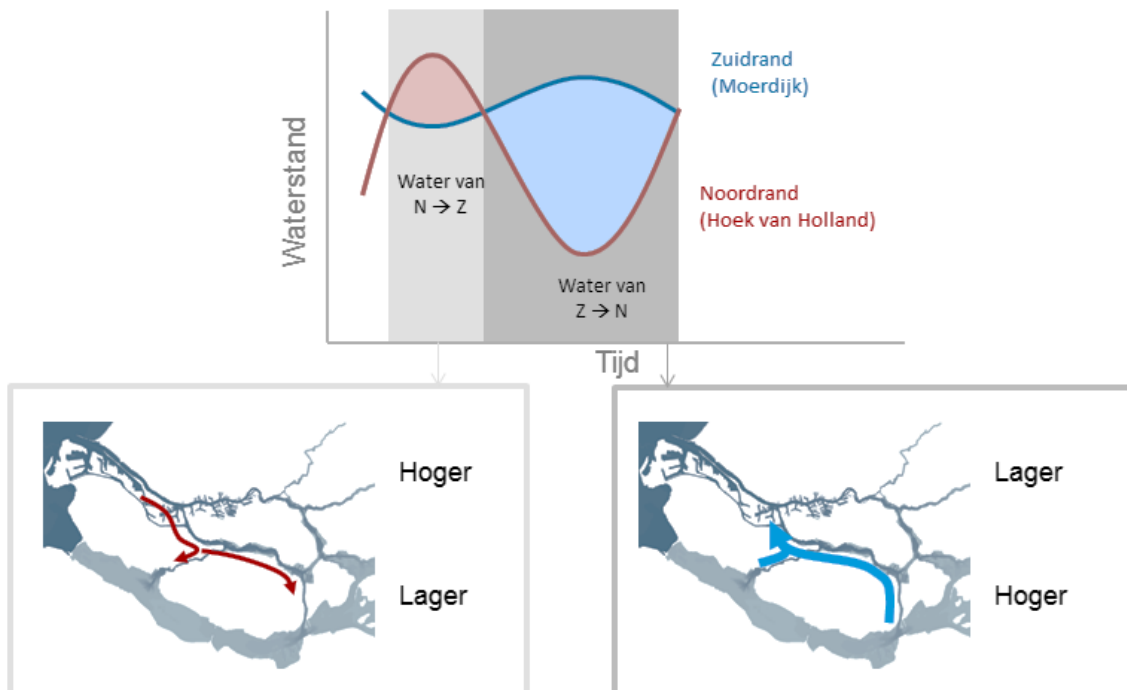 Zuidrand
(Moerdijk)
Waterstand
Water van
N → Z
Noordrand
(Hoek van Holland)
Water van
Z → N
Tijd
Hoger
Lager
Lager
Hoger